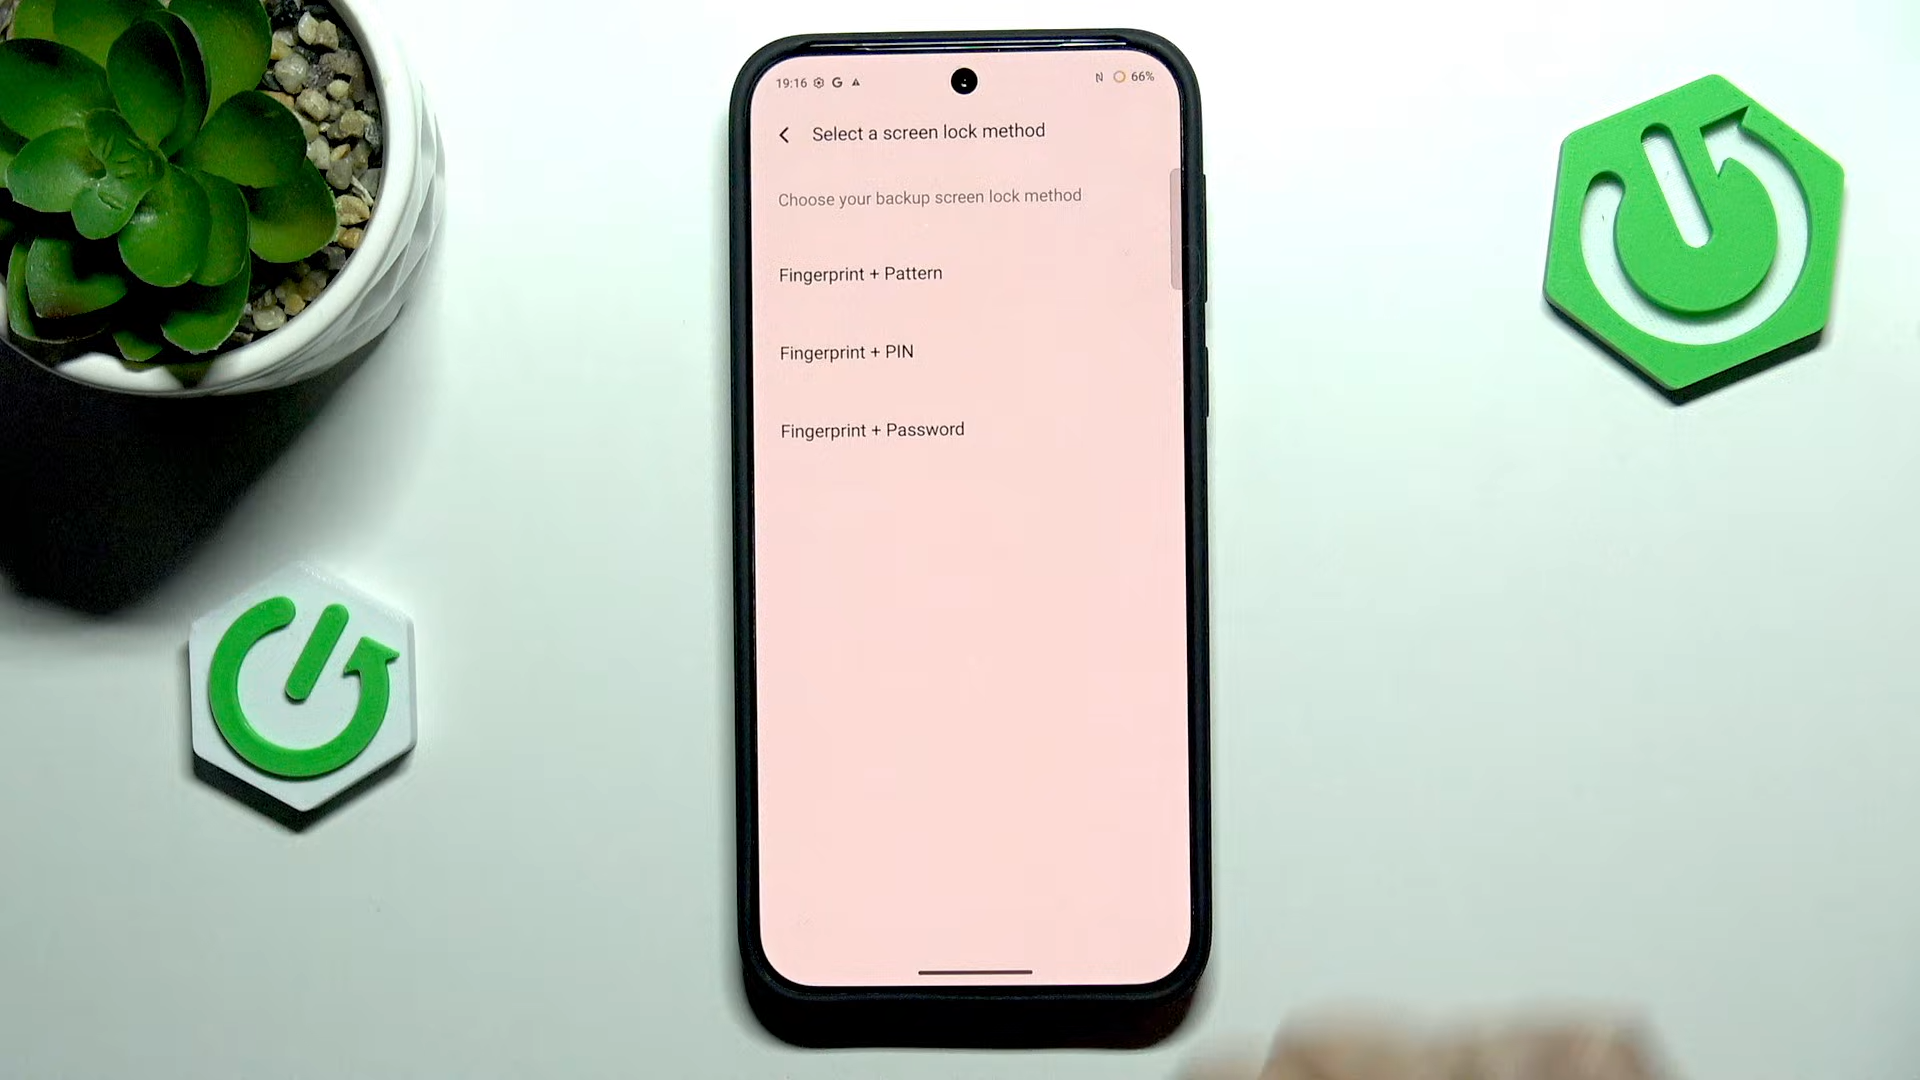 19:16 G
N 66%
Select a screen lock method
Choose your backup screen lock method
Fingerprint + Pattern
Fingerprint + PIN
Fingerprint + Password